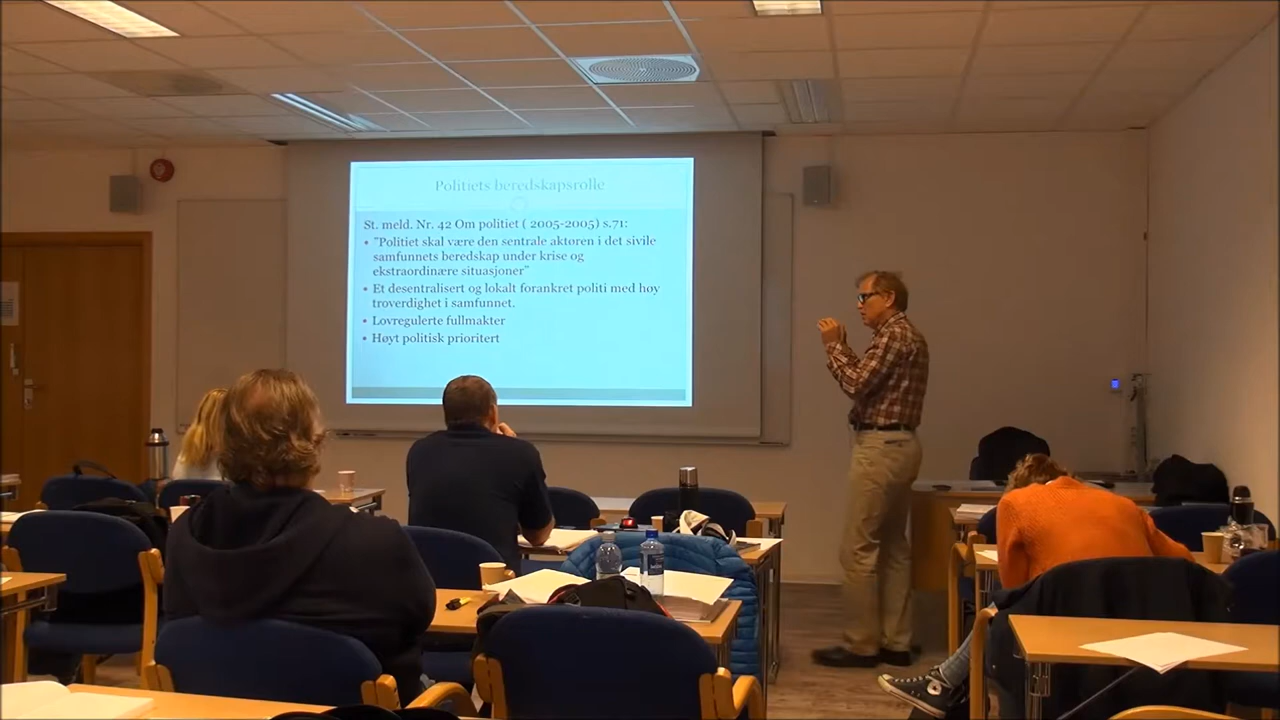 Politiets beredskapsrolle
St. meld. Nr. 42 Om politiet ( 2005-2005) s.71:
• "Politiet skal være den sentrale aktøren i det sivile
samfunnets beredskap under krise og
ekstraordinære situasjoner"
• Et desentralisert og lokalt forankret politi med høy
troverdighet i samfunnet.
• Lovregulerte fullmakter
• Høyt politisk prioritert